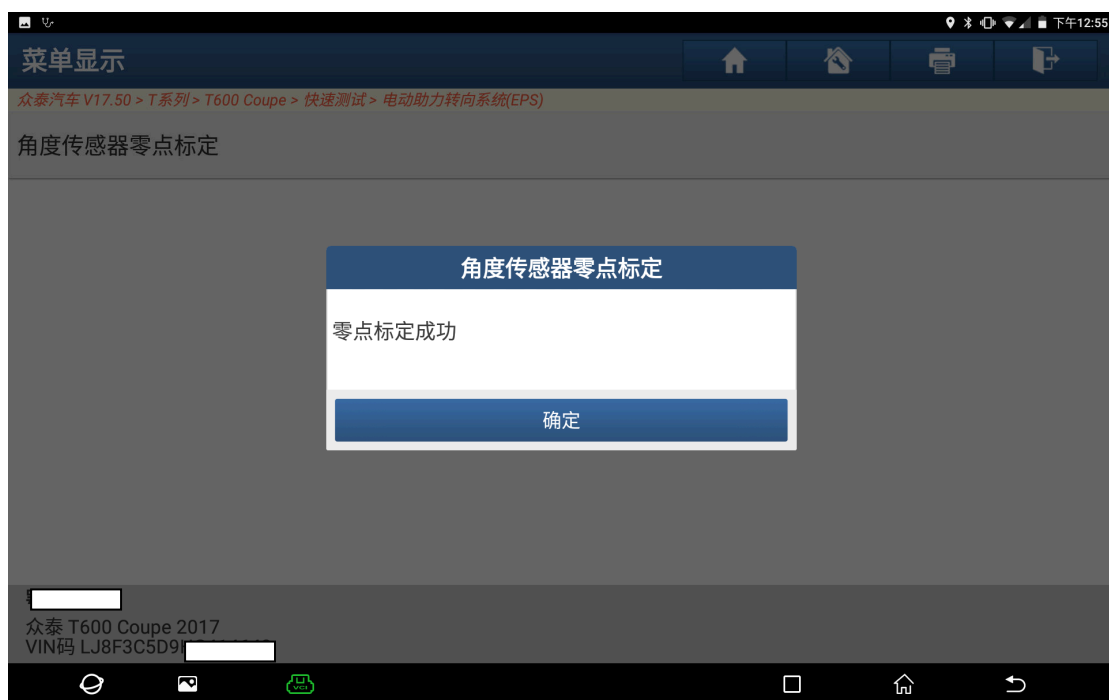 下午12:55
菜单显示
众泰汽车 V17.50 > T系列 > T600 Coupe > 快速测试 > 电动助力转向系统(EPS)
角度传感器零点标定
角度传感器零点标定
零点标定成功
确定
众泰 T600 Coupe 2017
VIN码 LJ8F3C5D9
VCI